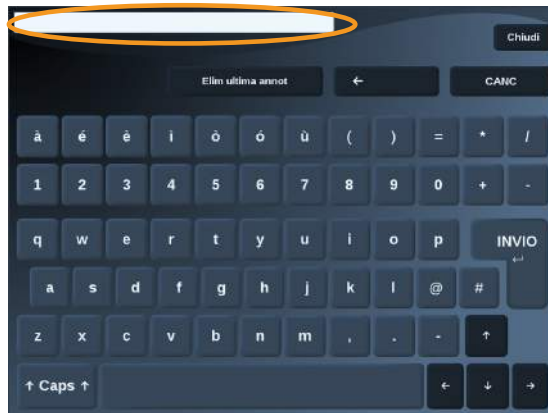 Chiudi
Elim ultima annot ← CANC
à é è ì ò ó ù ( ) = * /
1 2 3 4 5 6 7 8 9 0 + -
q w e r t y u i o p INVIO ↵
a s d f g h j k l @ #
z x c v b n m , . - ↑
↑ Caps ↑ ← ↓ →